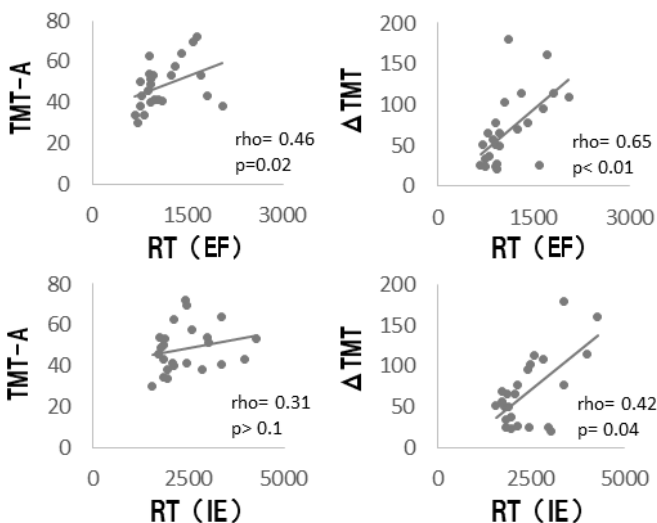 TMT-A
80
60
40
20
0
rho= 0.46
p=0.02
0
1500
3000
RT (EF)
ΔTMT
200
150
100
50
0
rho= 0.65
p< 0.01
0
1500
3000
RT (EF)
TMT-A
80
60
40
20
0
rho= 0.31
p> 0.1
0
2500
5000
RT (IE)
ΔTMT
200
150
100
50
0
rho= 0.42
p= 0.04
0
2500
5000
RT (IE)